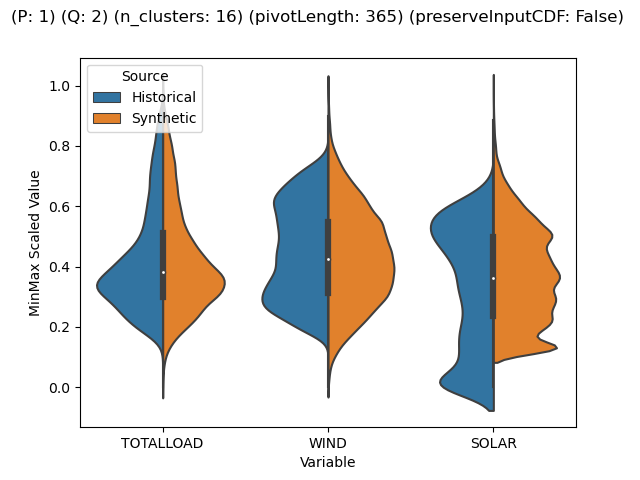 (P: 1) (Q: 2) (n_clusters: 16) (pivotLength: 365) (preserveInputCDF: False)
Source
Historical
Synthetic
MinMax Scaled Value
1.0
0.8
0.6
0.4
0.2
0.0
TOTALLOAD WIND SOLAR
Variable